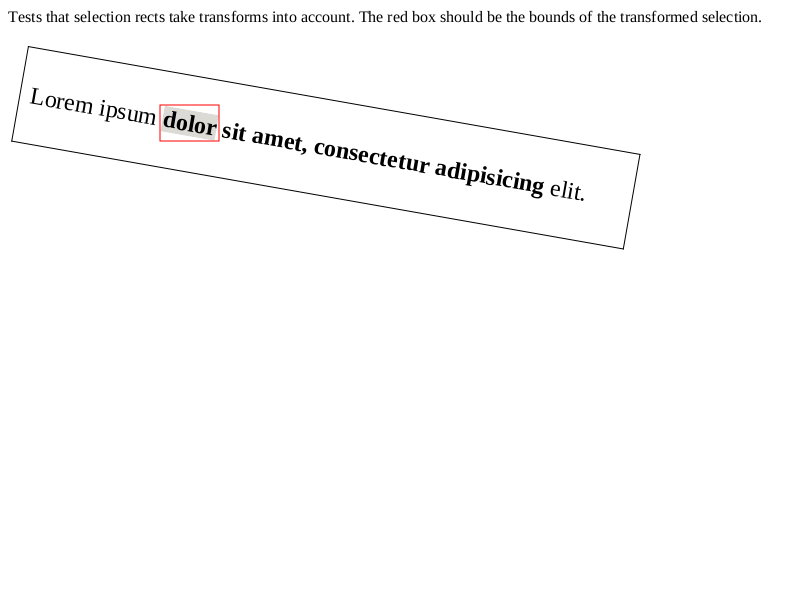 Tests that selection rects take transforms into account. The red box should be the bounds of the transformed selection.
Lorem ipsum dolor sit amet, consectetur adipisicing elit.